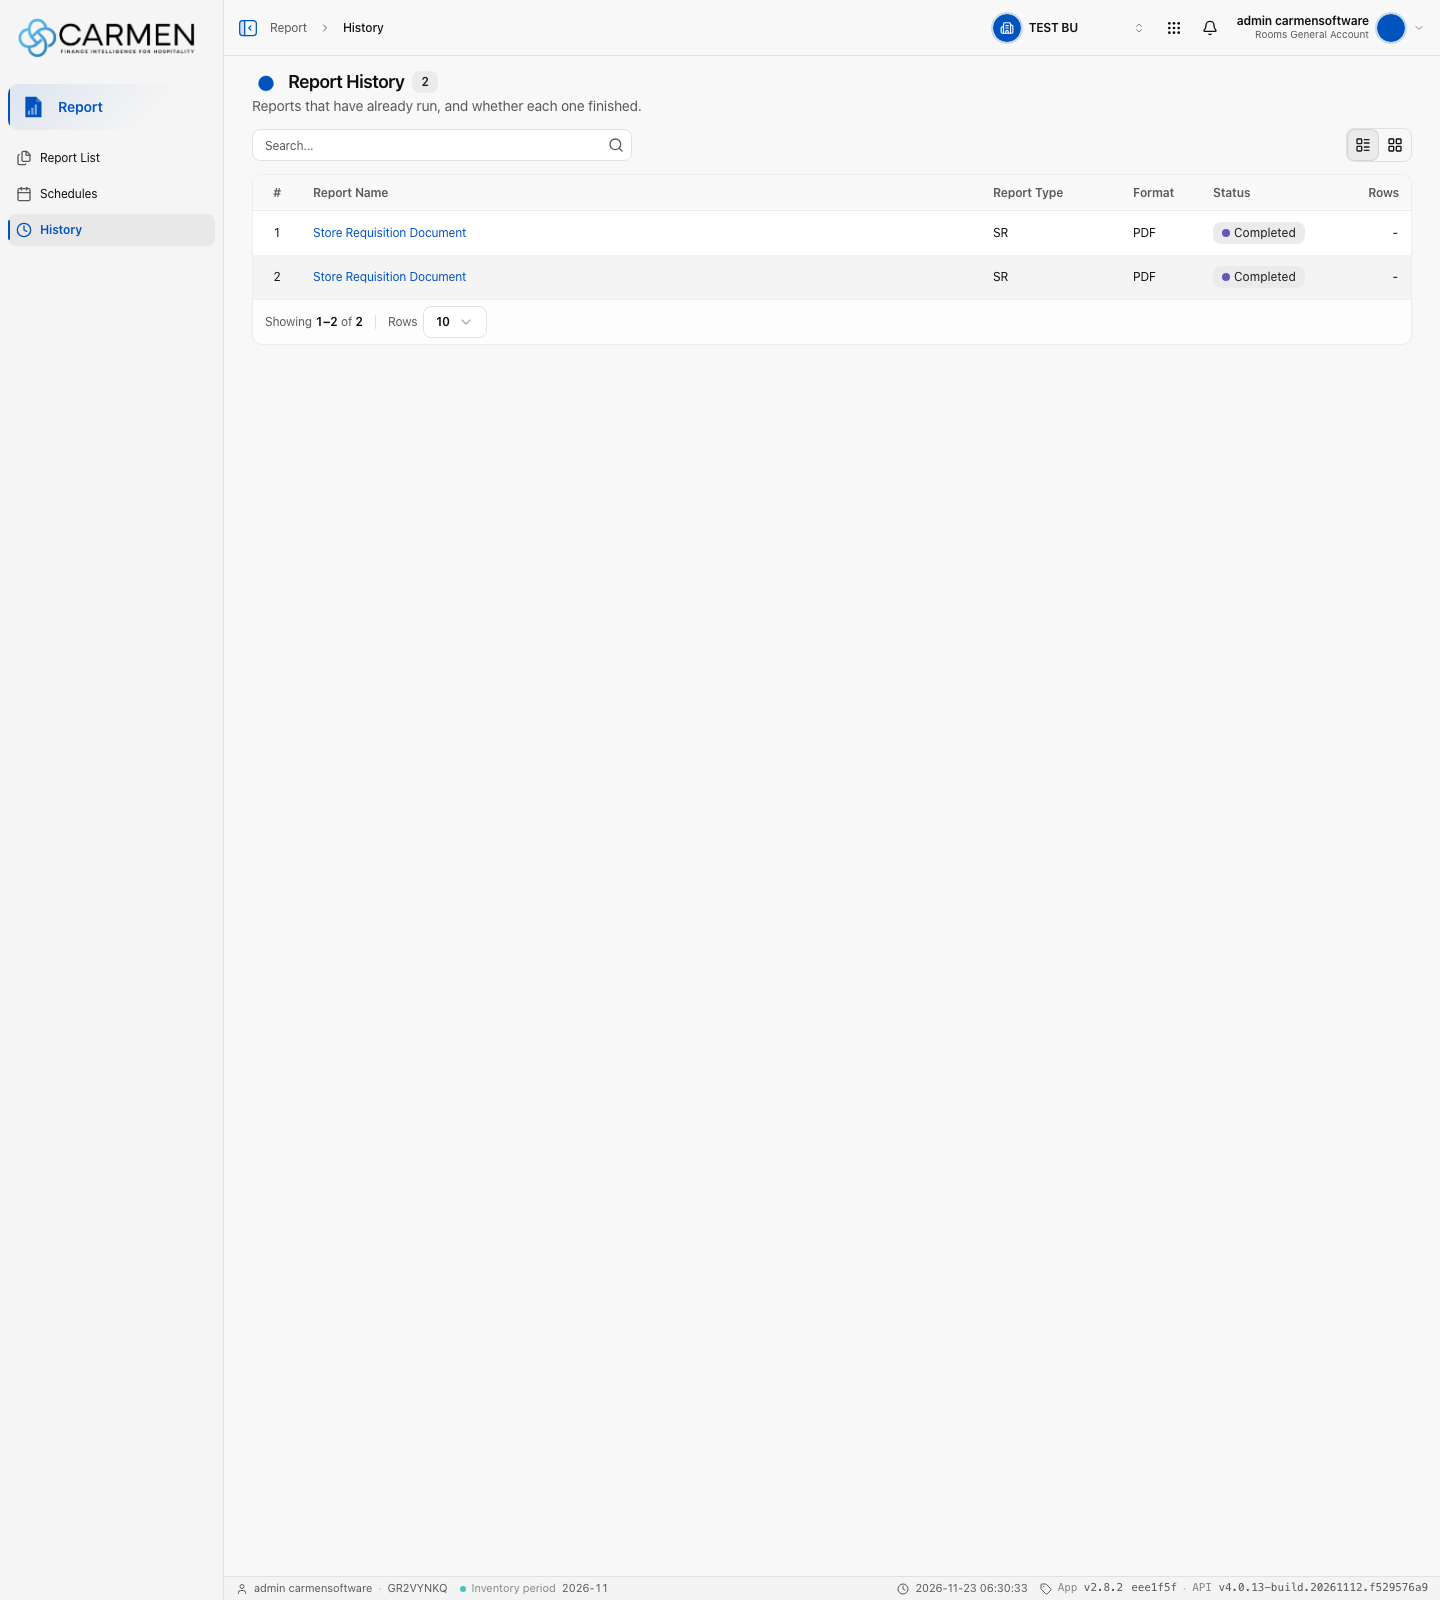 CARMEN
FINANCE INTELLIGENCE FOR HOSPITALITY
Report
Report List
Schedules
History
Report > History
TEST BU
admin carmensoftware
Rooms General Account
Report History 2
Reports that have already run, and whether each one finished.
Search...
# Report Name Report Type Format Status Rows
1 Store Requisition Document SR PDF Completed -
2 Store Requisition Document SR PDF Completed -
Showing 1–2 of 2 Rows 10
admin carmensoftware · GR2VYNKQ Inventory period 2026-11
2026-11-23 06:30:33 App v2.8.2 eee1f5f · API v4.0.13-build.20261112.f529576a9